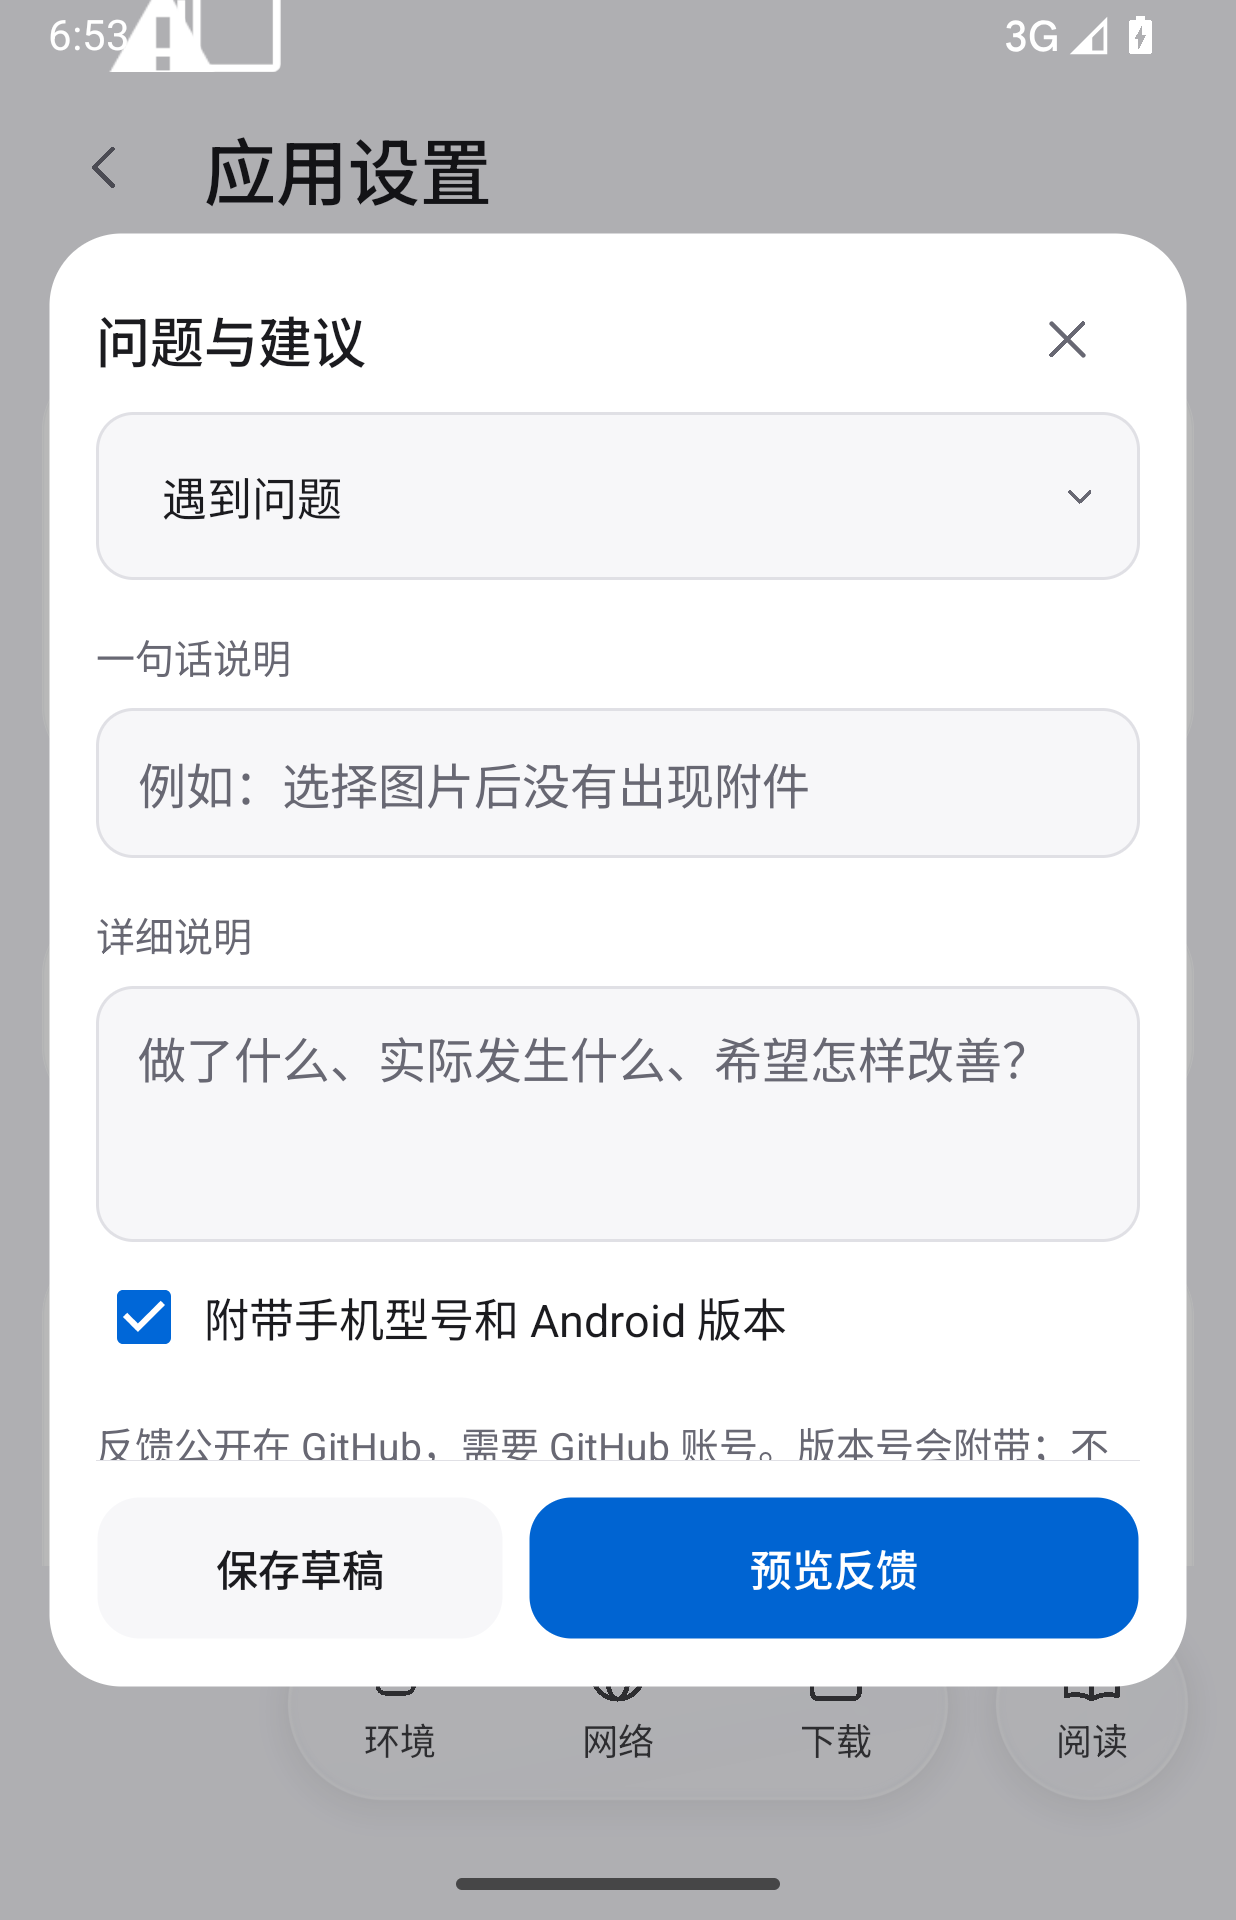 6:53
3G
应用设置
问题与建议
遇到问题
一句话说明
例如：选择图片后没有出现附件
详细说明
做了什么、实际发生什么、希望怎样改善？
附带手机型号和 Android 版本
反馈公开在 GitHub，需要 GitHub 账号。版本号会附带；不
保存草稿
预览反馈
环境
网络
下载
阅读